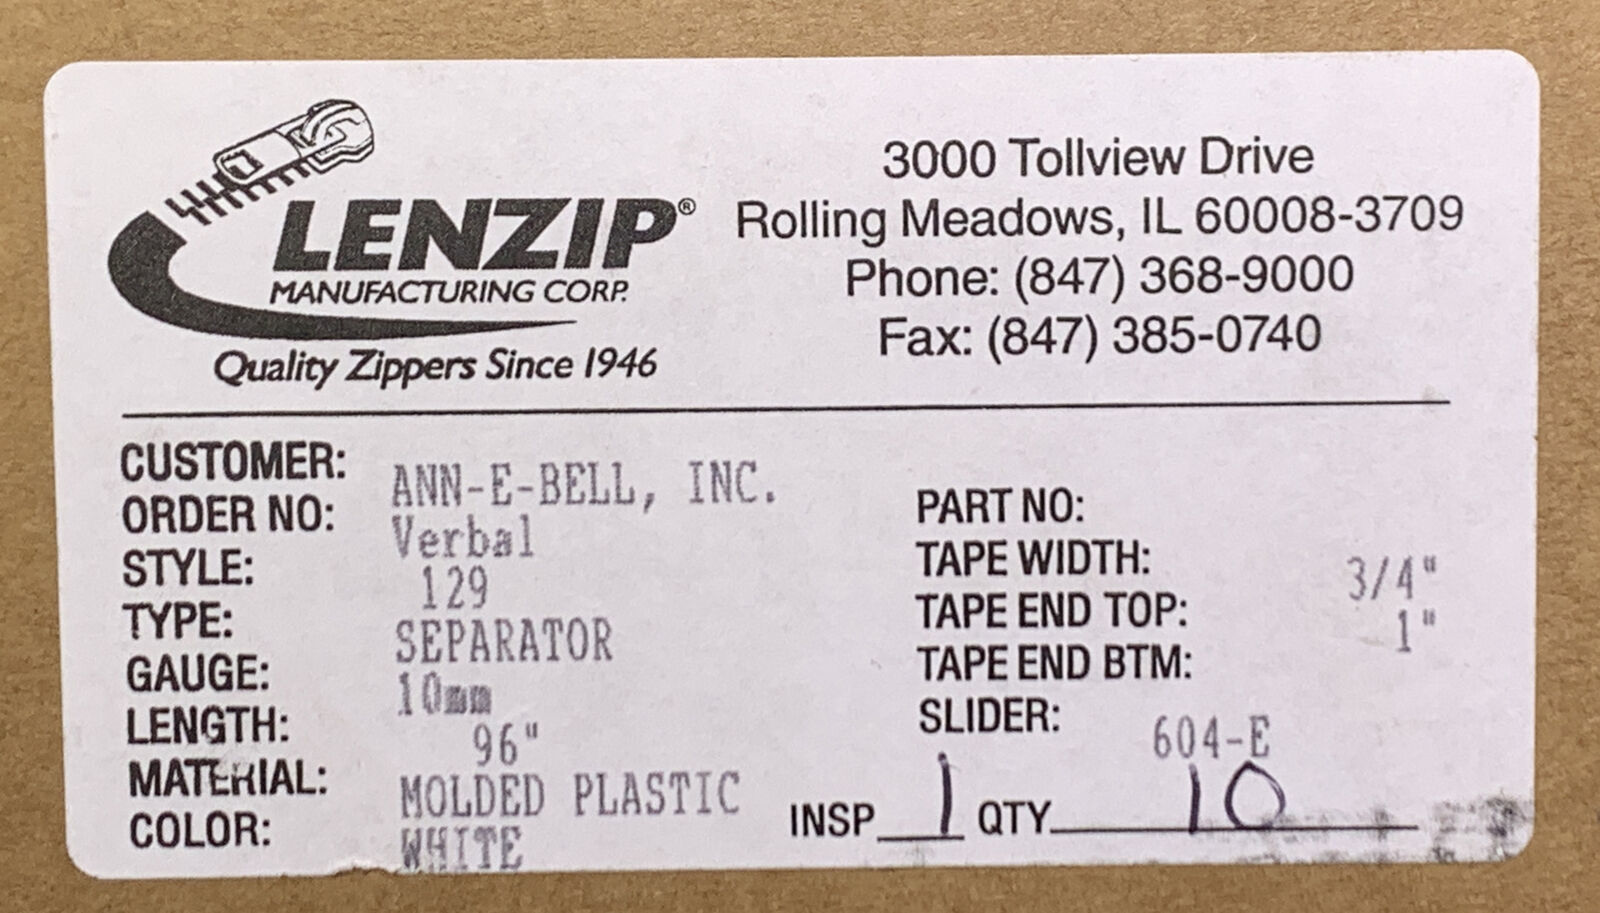 LENZIP®
MANUFACTURING CORP.
Quality Zippers Since 1946
3000 Tollview Drive
Rolling Meadows, IL 60008-3709
Phone: (847) 368-9000
Fax: (847) 385-0740
CUSTOMER: ANN-E-BELL, INC.
ORDER NO: Verbal
STYLE: 129
TYPE: SEPARATOR
GAUGE: 10mm
LENGTH: 96"
MATERIAL: MOLDED PLASTIC
COLOR: WHITE
PART NO:
TAPE WIDTH: 3/4"
TAPE END TOP: 1"
TAPE END BTM:
SLIDER: 604-E
INSP 1 QTY. 10